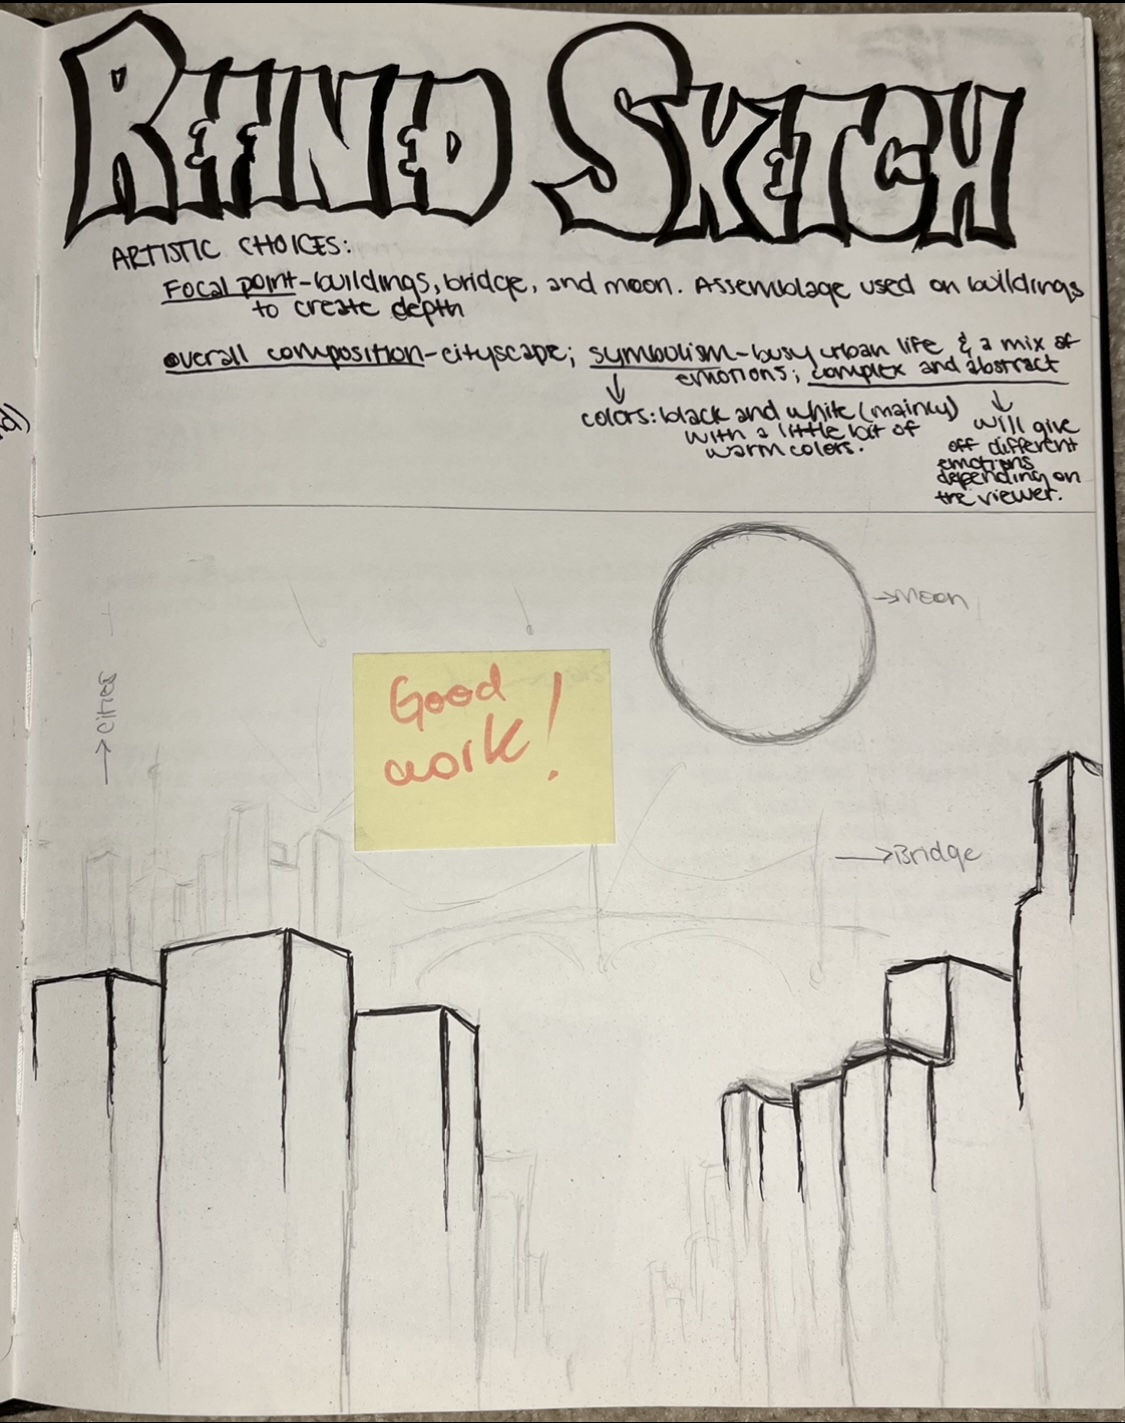 REFINED SKETCH
ARTISTIC CHOICES:
Focal point-buildings, bridge, and moon. Assemblage used on buildings
to create depth
overall composition-cityscape; symbolism-busy urban life & a mix of
emotions; complex and abstract
colors: black and white (mainly)
with a little bit of
warm colors.
will give
off different
emotions
depending on
the viewer.
→Moon
Good
work!
→Bridge